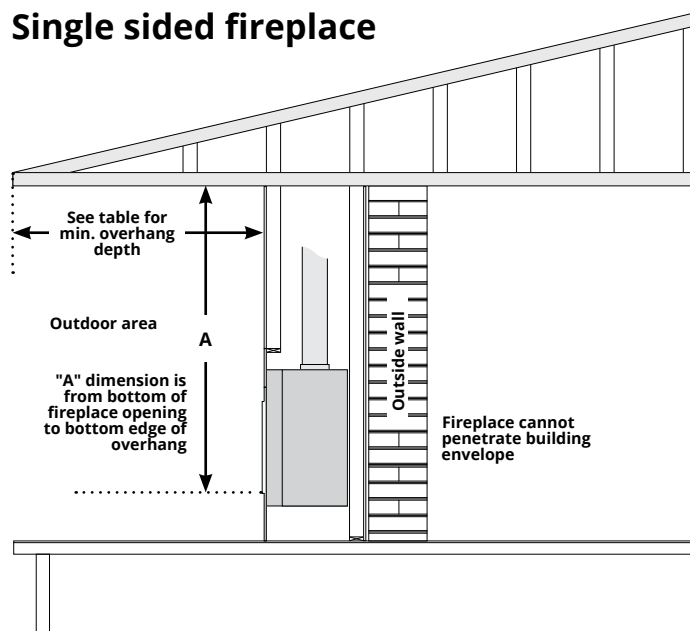 Single sided fireplace
See table for
min. overhang
depth
Outdoor area
A
"A" dimension is
from bottom of
fireplace opening
to bottom edge of
overhang
Outside wall
Fireplace cannot
penetrate building
envelope